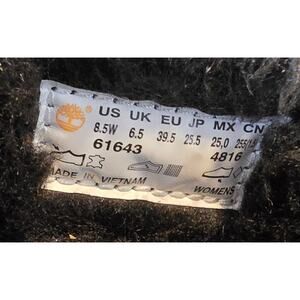 US UK EU JP MX CN
8.5W 6.5 39.5 25.5 25,0
61643 4816
MADE IN VIETNAM WOMENS